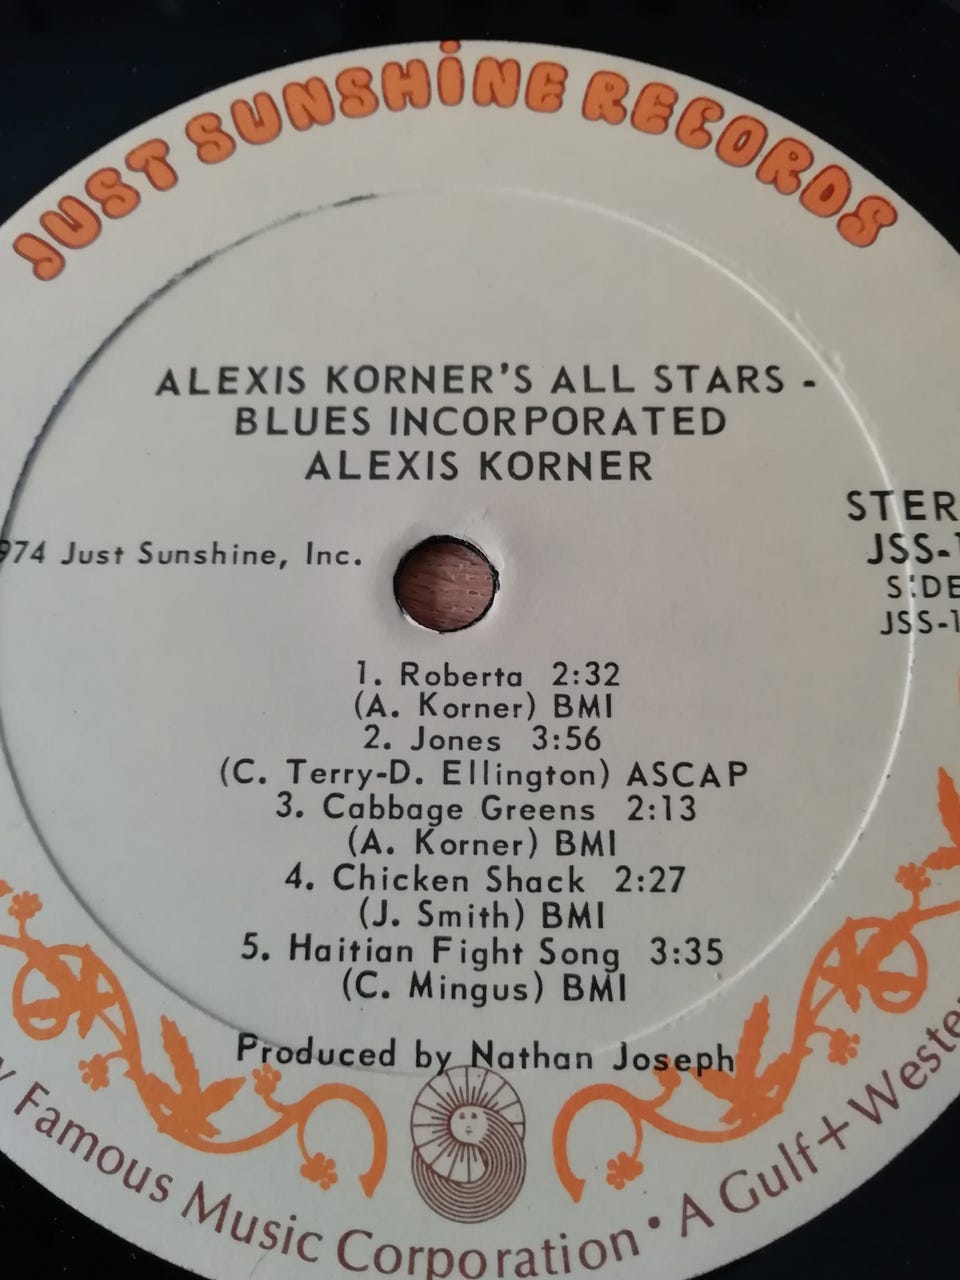 JUST SUNSHINE RECORDS
ALEXIS KORNER'S ALL STARS -
BLUES INCORPORATED
ALEXIS KORNER
974 Just Sunshine, Inc.
STER
JSS-1
SIDE
JSS-1
1. Roberta 2:32
(A. Korner) BMI
2. Jones 3:56
(C. Terry-D. Ellington) ASCAP
3. Cabbage Greens 2:13
(A. Korner) BMI
4. Chicken Shack 2:27
(J. Smith) BMI
5. Haitian Fight Song 3:35
(C. Mingus) BMI
Produced by Nathan Joseph
y Famous Music Corporation • A Gulf+Weste